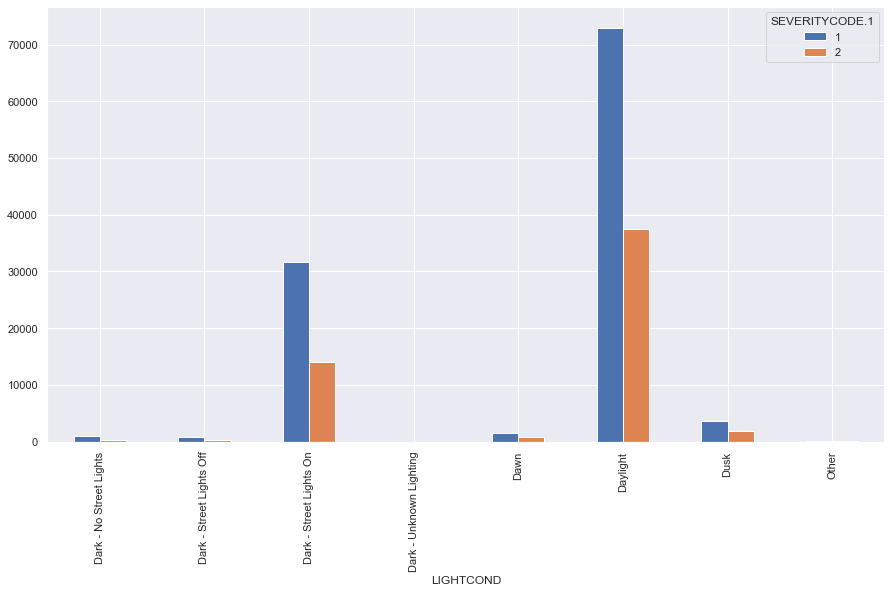 SEVERITYCODE.1
1
2
70000
60000
50000
40000
30000
20000
10000
0
Dark - No Street Lights
Dark - Street Lights Off
Dark - Street Lights On
Dark - Unknown Lighting
Dawn
Daylight
Dusk
Other
LIGHTCOND